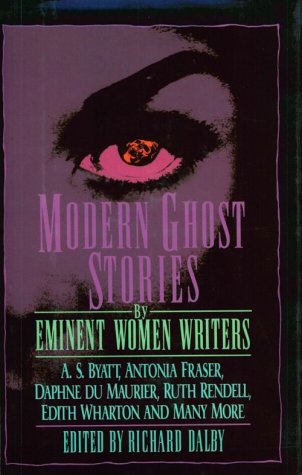 MODERN GHOST
STORIES
By
EMINENT WOMEN WRITERS
A. S. BYATT, ANTONIA FRASER,
DAPHNE DU MAURIER, RUTH RENDELL,
EDITH WHARTON AND MANY MORE
EDITED BY RICHARD DALBY